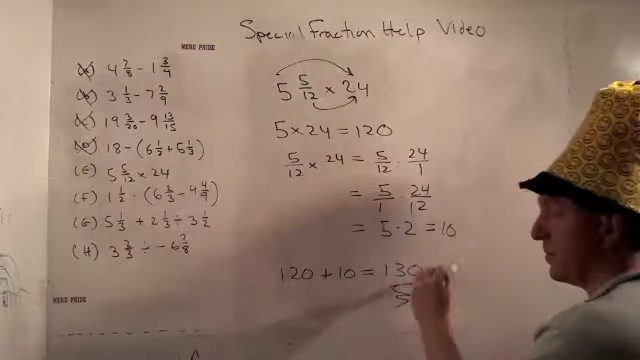 Special Fraction Help Video
NERD PRIDE
(A) 4 7/8 - 1 3/4
(B) 3 1/3 - 7 2/9
(C) 19 3/20 - 9 13/15
(D) 18 - (6 1/2 + 5 1/3)
(E) 5 5/12 × 24
(F) 1 1/2 · (6 2/3 - 4 4/9)
(G) 5 1/3 + 2 1/3 ÷ 3 1/2
(H) 3 2/3 ÷ - 6 7/8
NERD PRIDE
5 5/12 × 24
5 × 24 = 120
5/12 × 24 = 5/12 · 24/1
= 5/1 · 24/12
= 5 · 2 = 10
120 + 10 = 130
5